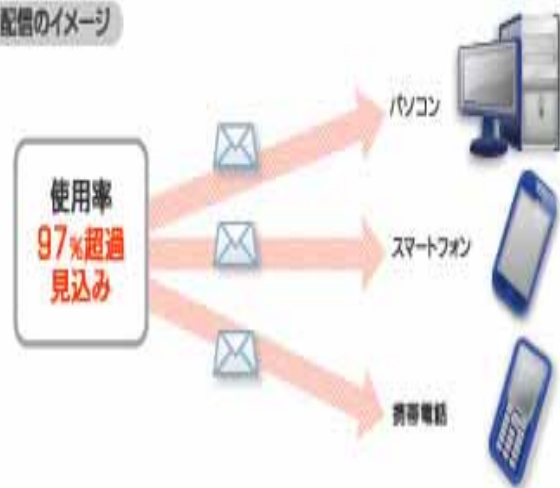 配信のイメージ
パソコン
使用率
97%超過
見込み
スマートフォン
携帯電話